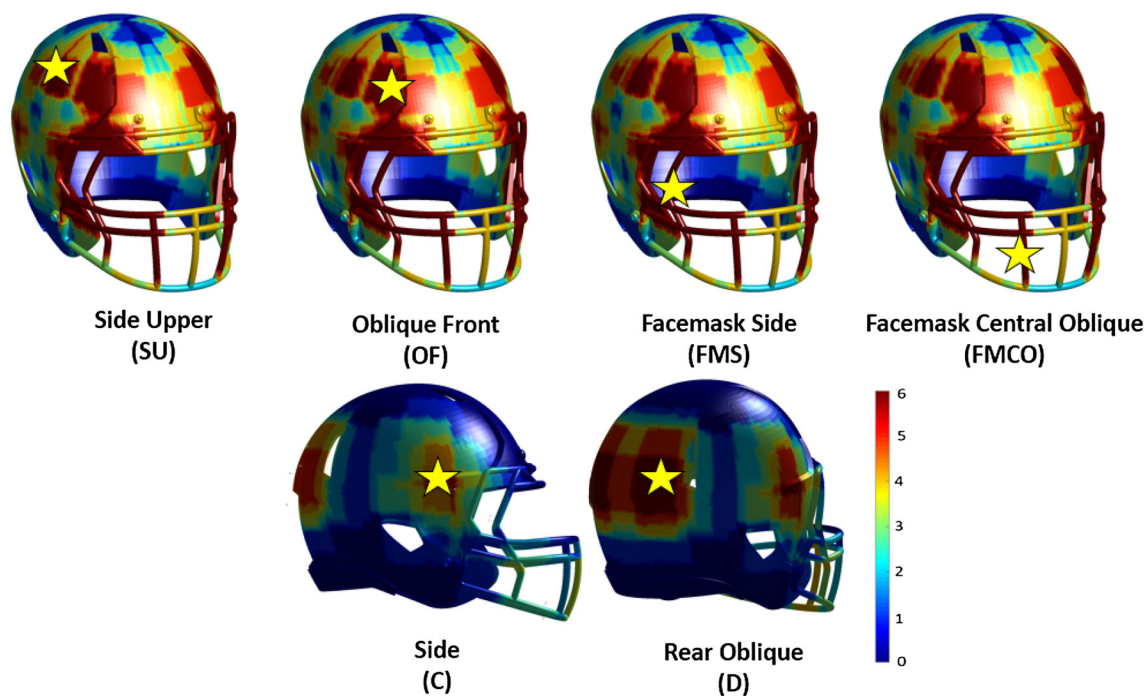 Side Upper
(SU)
Oblique Front
(OF)
Facemask Side
(FMS)
Facemask Central Oblique
(FMCO)
Side
(C)
Rear Oblique
(D)
6
5
4
3
2
1
0